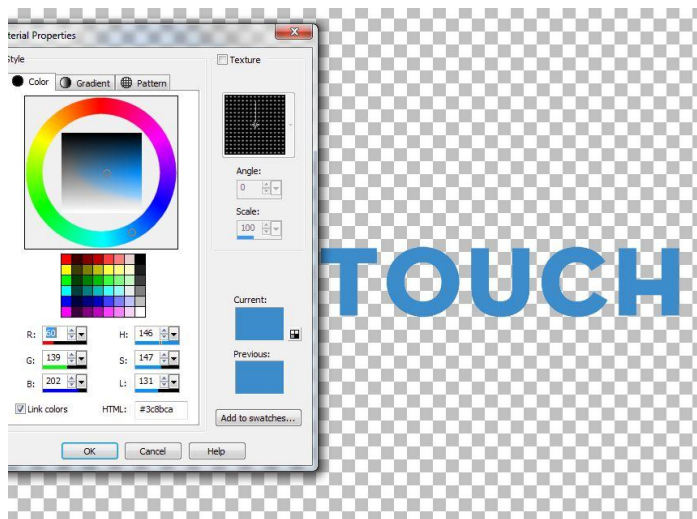 terial Properties
Style
Color Gradient Pattern
Texture
Angle:
0
Scale:
100
TOUCH
Current:
Previous:
R: 60 H: 146
G: 139 S: 147
B: 202 L: 131
Link colors HTML: #3c8bca
Add to swatches...
OK Cancel Help